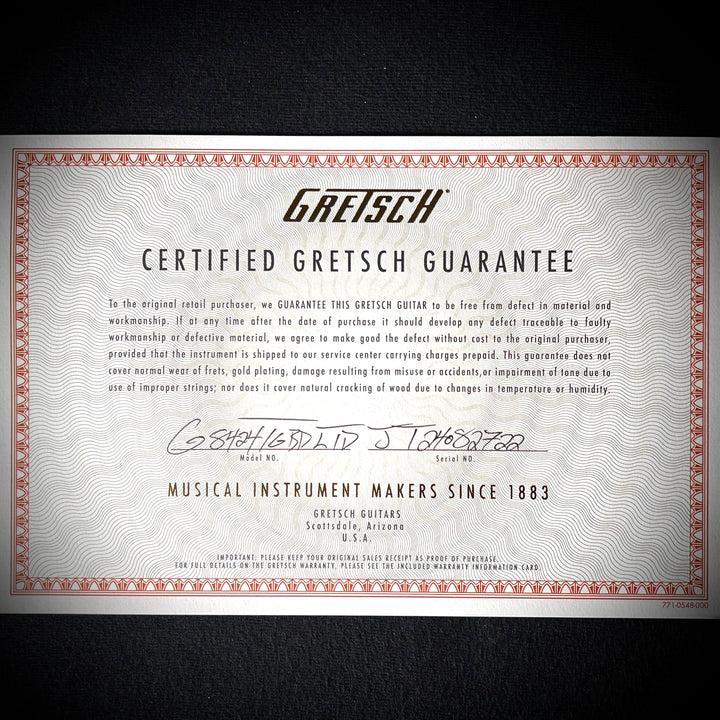 GRETSCH
CERTIFIED GRETSCH GUARANTEE
To the original retail purchaser, we GUARANTEE THIS GRETSCH GUITAR to be free from defect in material and
workmanship. If at any time after the date of purchase it should develop any defect traceable to faulty
workmanship or defective material, we agree to make good the defect without cost to the original purchaser,
provided that the instrument is shipped to our service center carrying charges prepaid. This guarantee does not
cover normal wear of frets, gold plating, damage resulting from misuse or accidents,or impairment of tone due to
use of improper strings; nor does it cover natural cracking of wood due to changes in temperature or humidity.
Model NO. Serial NO.
MUSICAL INSTRUMENT MAKERS SINCE 1883
GRETSCH GUITARS
Scottsdale, Arizona
U.S.A.
IMPORTANT: PLEASE KEEP YOUR ORIGINAL SALES RECEIPT AS PROOF OF PURCHASE.
FOR FULL DETAILS ON THE GRETSCH WARRANTY, PLEASE SEE THE INCLUDED WARRANTY INFORMATION CARD.
771-0548-000